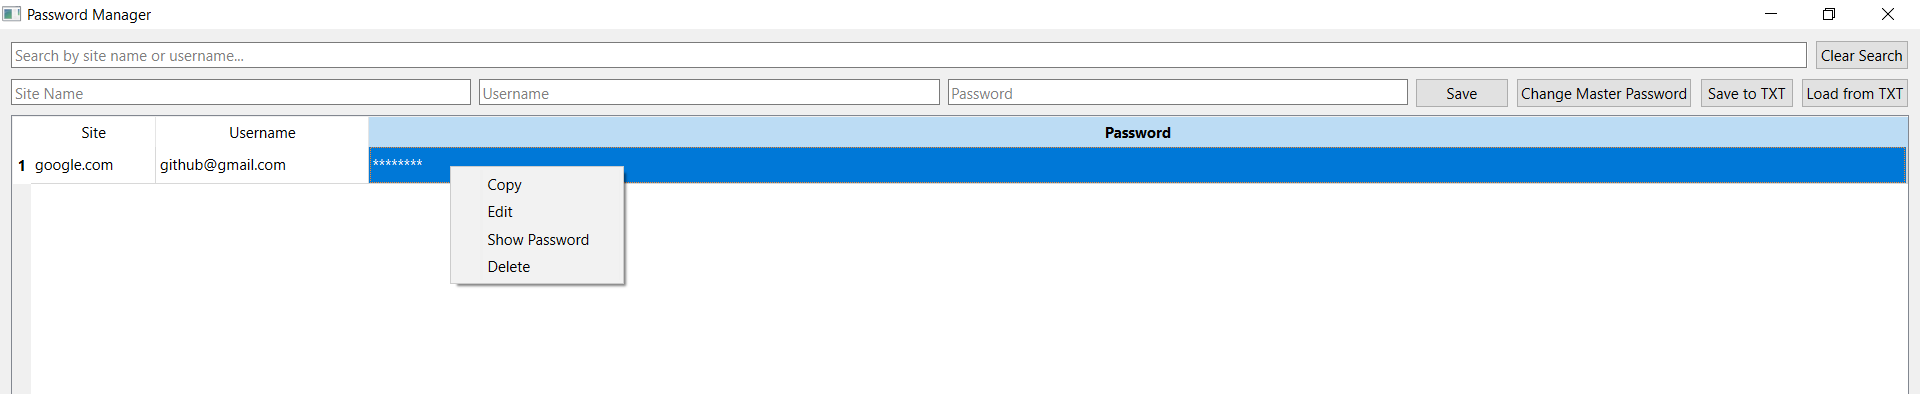 Password Manager
Search by site name or username...
Clear Search
Site Name
Username
Password
Save
Change Master Password
Save to TXT
Load from TXT
Site
Username
Password
1
google.com
github@gmail.com
********
Copy
Edit
Show Password
Delete